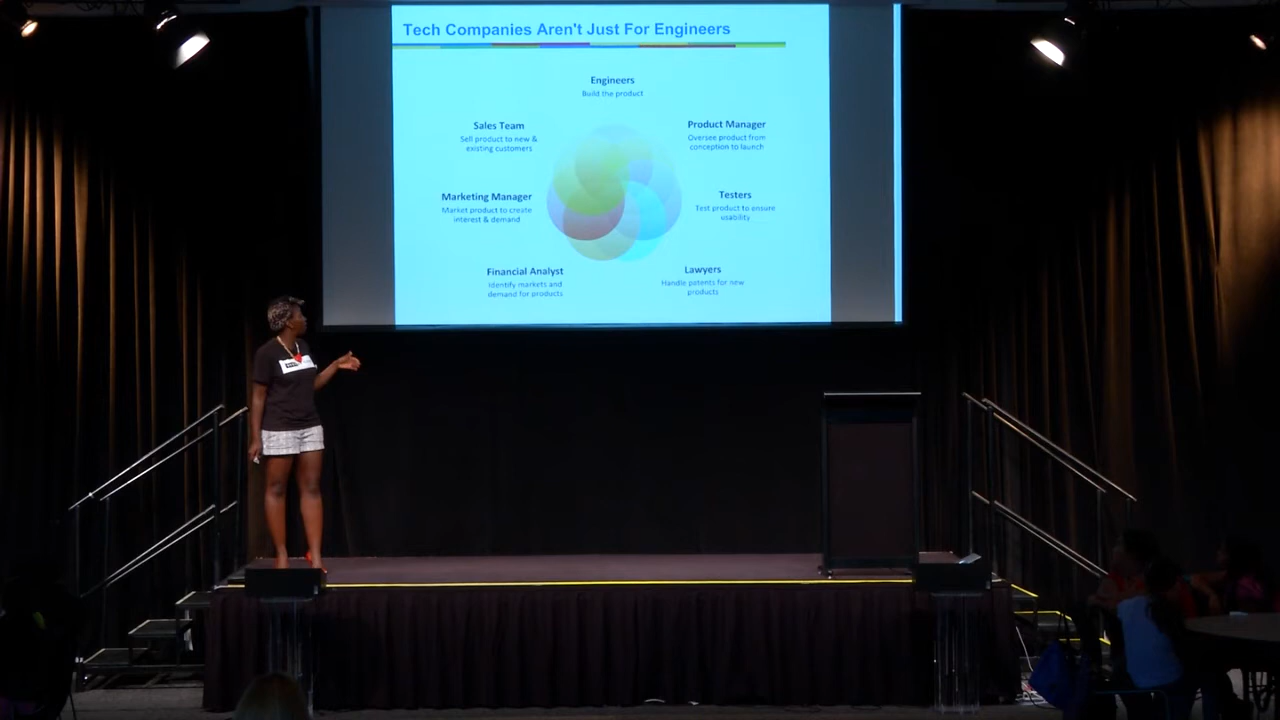 Tech Companies Aren't Just For Engineers
Engineers
Build the product
Sales Team
Sell product to new &
existing customers
Product Manager
Oversee product from
conception to launch
Marketing Manager
Market product to create
interest & demand
Testers
Test product to ensure
usability
Financial Analyst
Identify markets and
demand for products
Lawyers
Handle patents for new
products